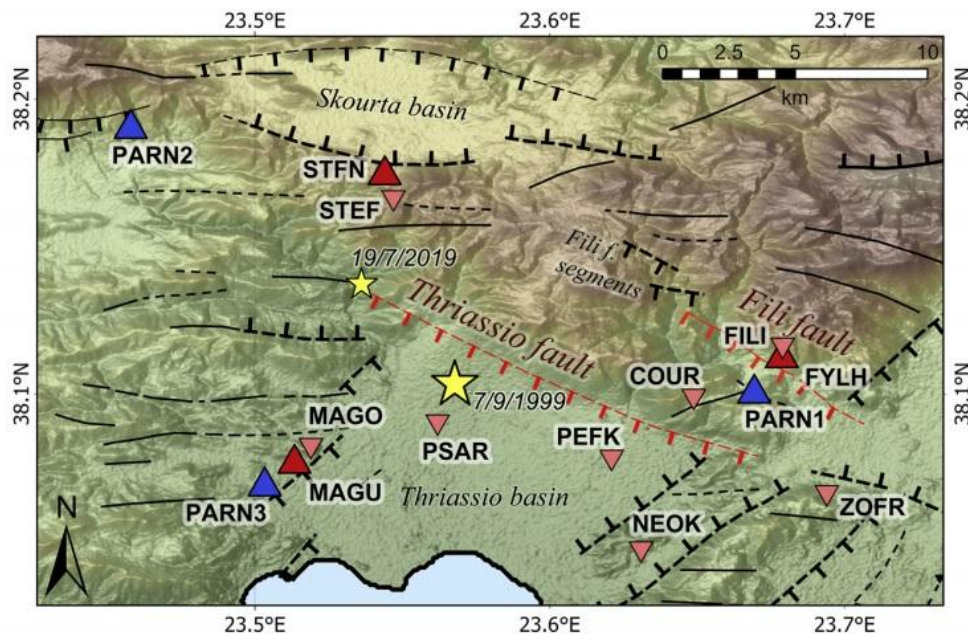 23.5°E
23.6°E
23.7°E
0 2.5 5 10
km
38.2°N
38.2°N
Skourta basin
PARN2
STFN
STEF
19/7/2019
Fili f.
segments
Thriassio fault
Fili fault
FILI
FYLH
COUR
PARN1
38.1°N
38.1°N
7/9/1999
MAGO
PSAR
PEFK
MAGU
PARN3
Thriassio basin
ZOFR
NEOK
N
23.5°E
23.6°E
23.7°E